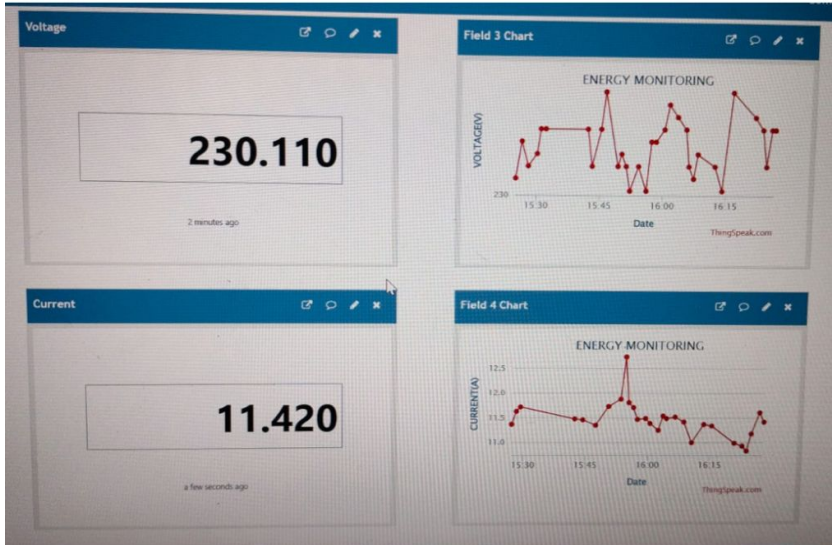 Voltage
230.110
2 minutes ago
Field 3 Chart
ENERGY MONITORING
VOLTAGE(V)
230
15:30 15:45 16:00 16:15
Date
ThingSpeak.com
Current
11.420
a few seconds ago
Field 4 Chart
ENERGY MONITORING
CURRENT(A)
12.5
12.0
11.5
11.0
15:30 15:45 16:00 16:15
Date
ThingSpeak.com